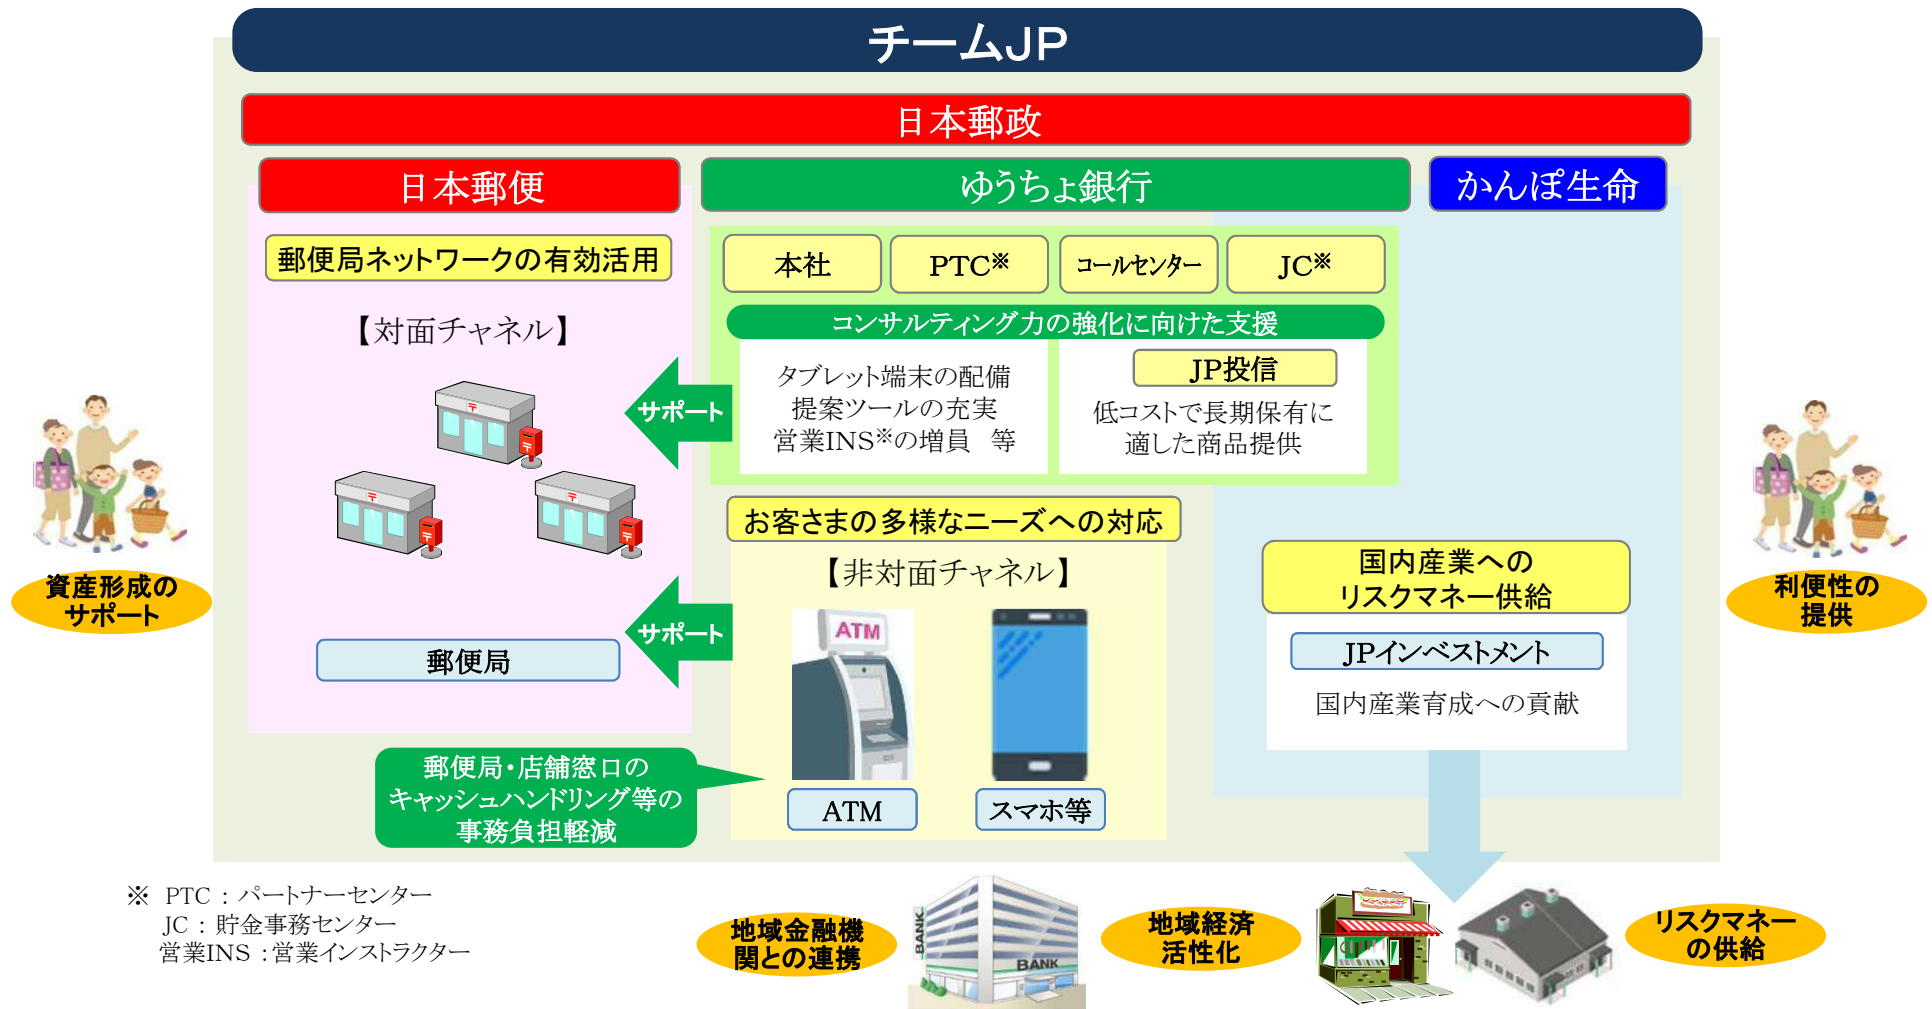 チームJP
日本郵政
日本郵便
ゆうちょ銀行
かんぽ生命
郵便局ネットワークの有効活用
【対面チャネル】
郵便局
本社
PTC※
コールセンター
JC※
コンサルティング力の強化に向けた支援
タブレット端末の配備
提案ツールの充実
営業INS※の増員 等
JP投信
低コストで長期保有に
適した商品提供
サポート
サポート
お客さまの多様なニーズへの対応
【非対面チャネル】
ATM
ATM
スマホ等
郵便局・店舗窓口の
キャッシュハンドリング等の
事務負担軽減
国内産業への
リスクマネー供給
JPインベストメント
国内産業育成への貢献
資産形成の
サポート
利便性の
提供
※ PTC：パートナーセンター
JC：貯金事務センター
営業INS：営業インストラクター
地域金融機
関との連携
BANK
BANK
地域経済
活性化
リスクマネー
の供給